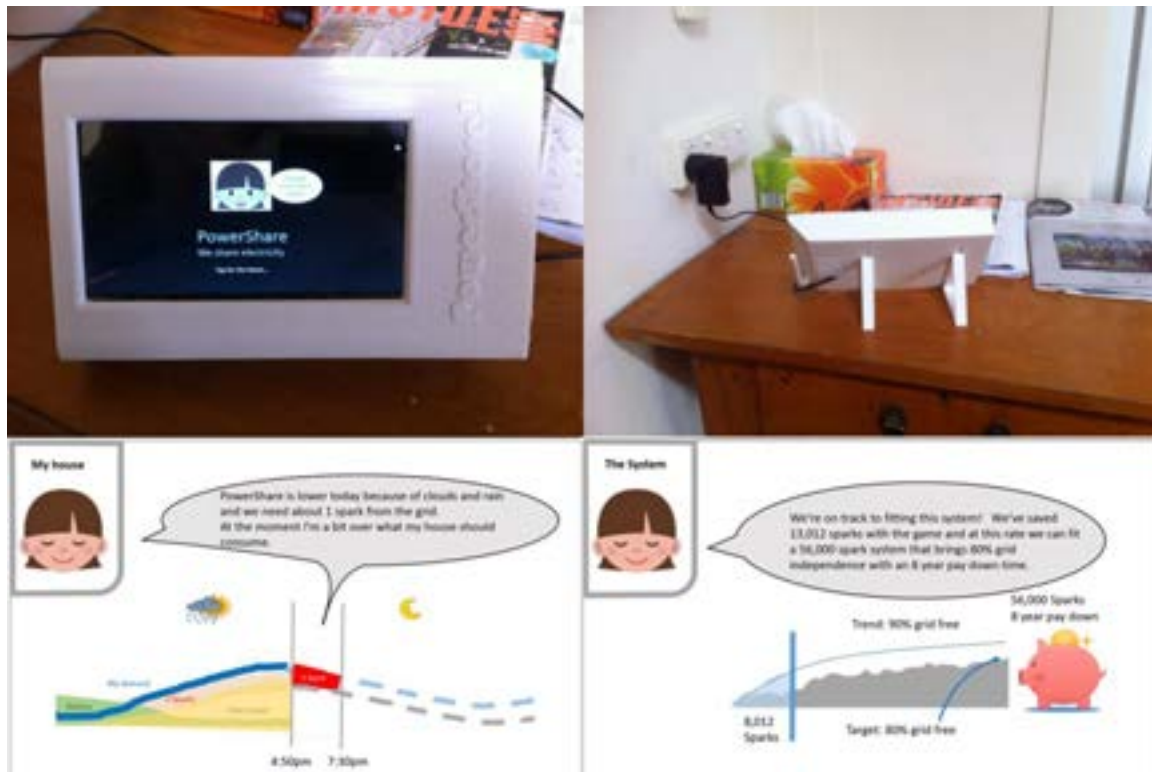 INSIDE
PowerShare
We share electricity
My house
PowerShare is lower today because of clouds and rain
and we need about 1 spark from the grid.
At the moment I'm a bit over what my house should
consume.
My demand
4:50pm 7:30pm
The System
We're on track to fitting this system! We've saved
13,012 sparks with the game and at this rate we can fit
a 56,000 spark system that brings 80% grid
independence with an 8 year pay down time.
56,000 Sparks
8 year pay down
Trend: 90% grid free
8,012
Sparks
Target: 80% grid free